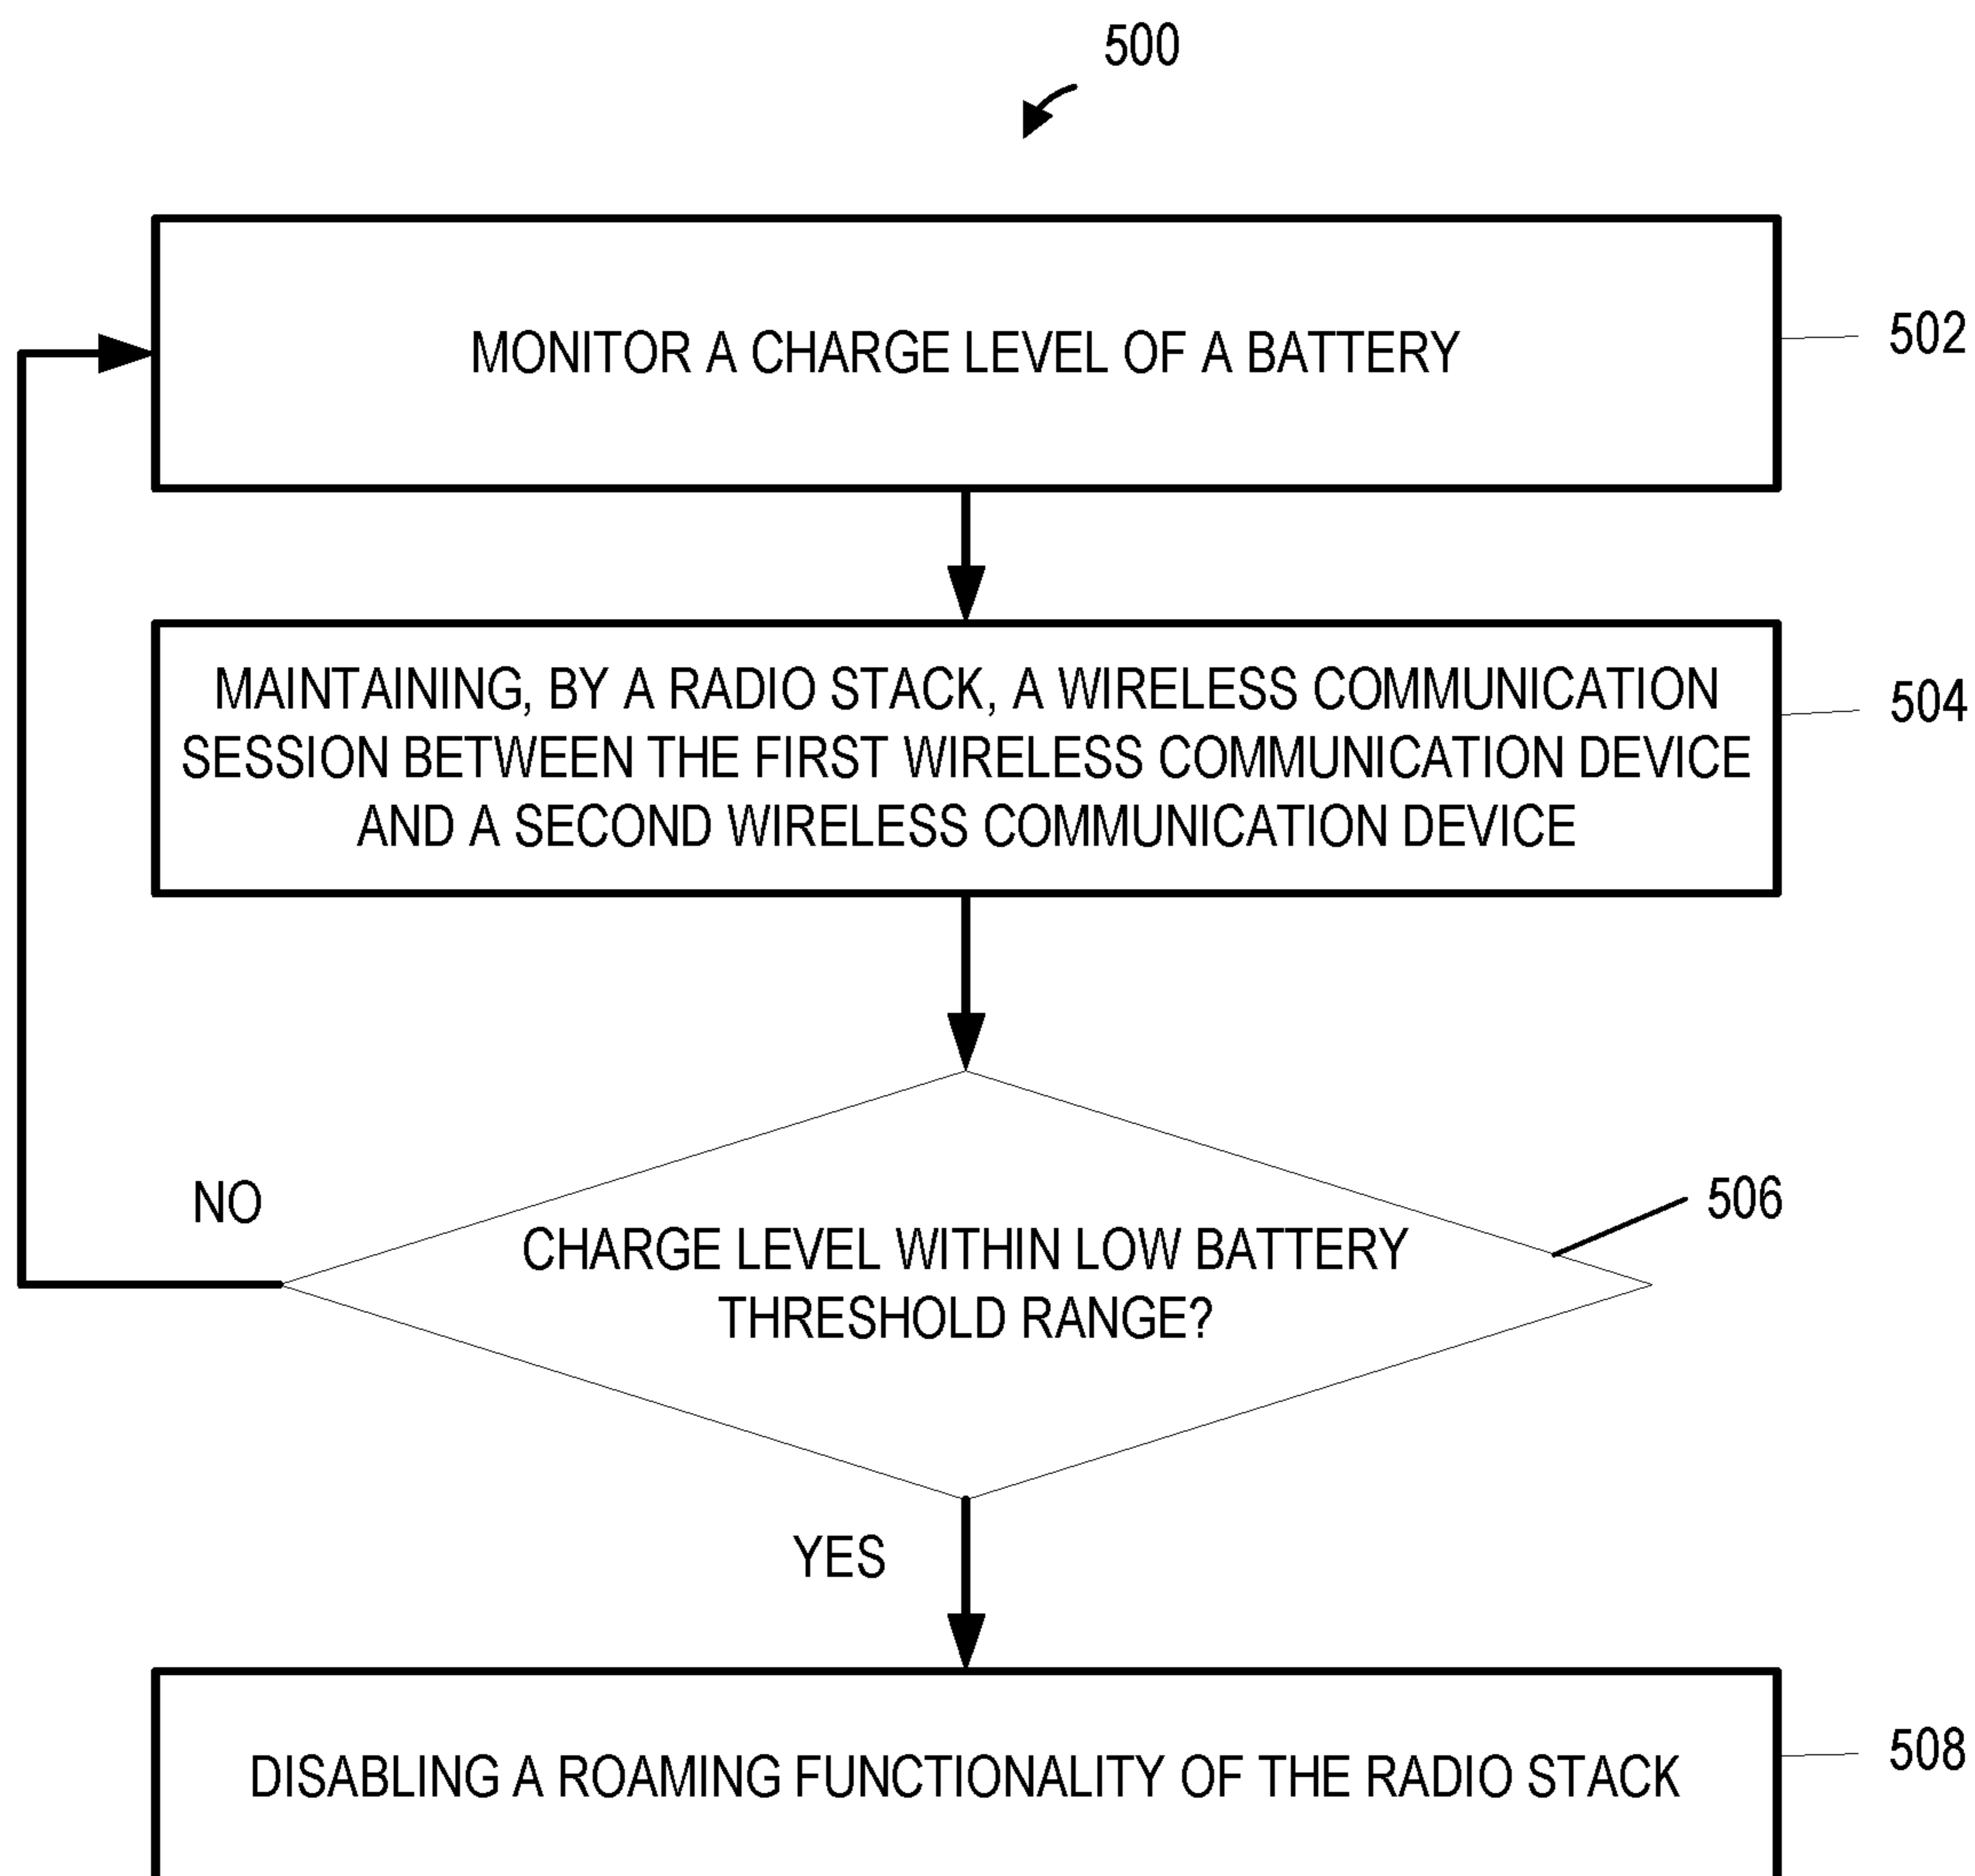 500
MONITOR A CHARGE LEVEL OF A BATTERY
502
MAINTAINING, BY A RADIO STACK, A WIRELESS COMMUNICATION
SESSION BETWEEN THE FIRST WIRELESS COMMUNICATION DEVICE
AND A SECOND WIRELESS COMMUNICATION DEVICE
504
NO
506
CHARGE LEVEL WITHIN LOW BATTERY
THRESHOLD RANGE?
YES
DISABLING A ROAMING FUNCTIONALITY OF THE RADIO STACK
508